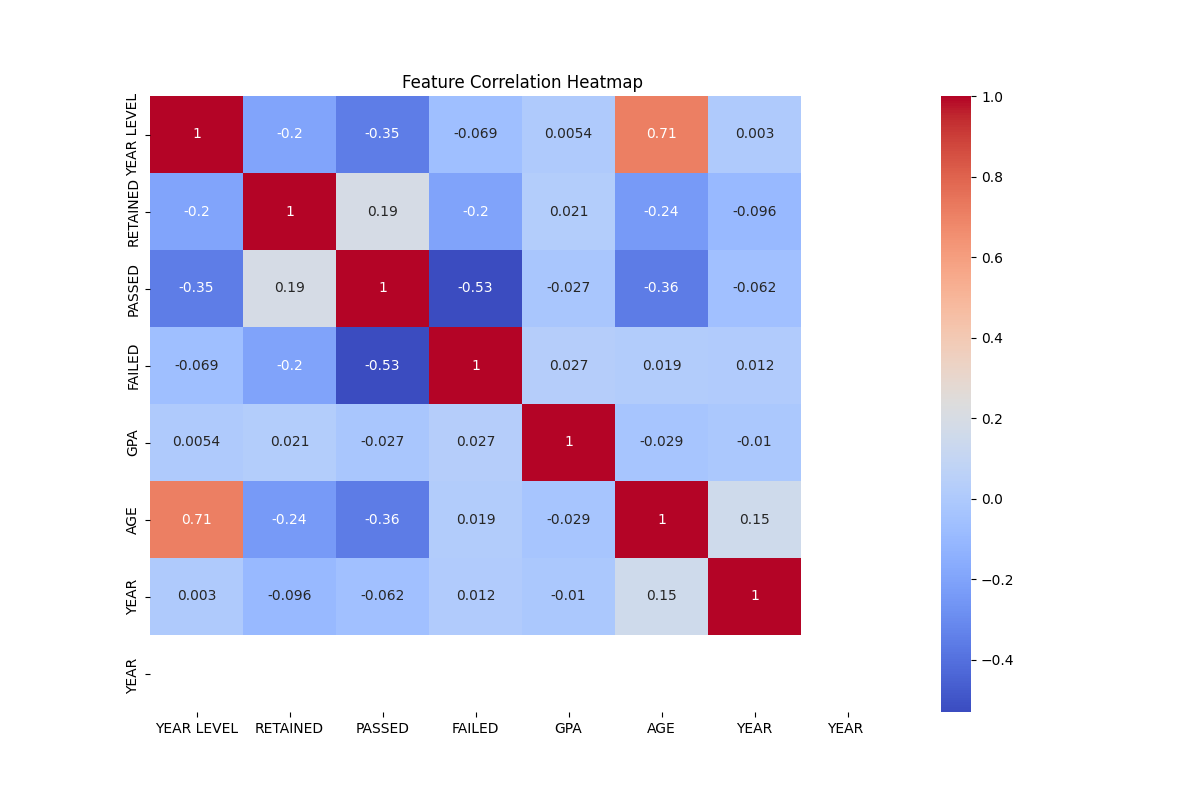 Feature Correlation Heatmap
YEAR LEVEL 1 -0.2 -0.35 -0.069 0.0054 0.71 0.003
RETAINED -0.2 1 0.19 -0.2 0.021 -0.24 -0.096
PASSED -0.35 0.19 1 -0.53 -0.027 -0.36 -0.062
FAILED -0.069 -0.2 -0.53 1 0.027 0.019 0.012
GPA 0.0054 0.021 -0.027 0.027 1 -0.029 -0.01
AGE 0.71 -0.24 -0.36 0.019 -0.029 1 0.15
YEAR 0.003 -0.096 -0.062 0.012 -0.01 0.15 1
YEAR
YEAR LEVEL RETAINED PASSED FAILED GPA AGE YEAR YEAR
1.0
0.8
0.6
0.4
0.2
0.0
−0.2
−0.4